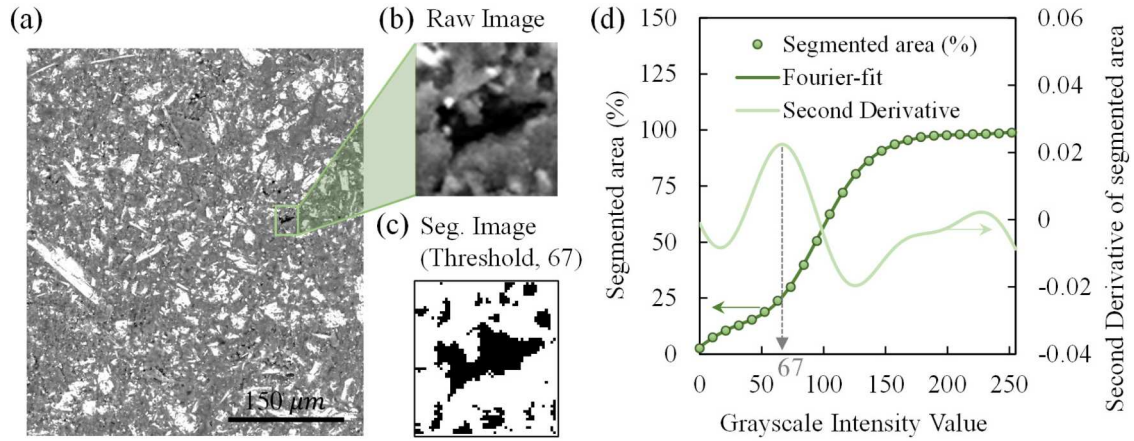 (a)
150 μm
(b) Raw Image
(c) Seg. Image
(Threshold, 67)
(d)
Segmented area (%)
Fourier-fit
Second Derivative
Segmented area (%)
150
125
100
75
50
25
0
0 50 67 100 150 200 250
Grayscale Intensity Value
0.06
0.04
0.02
0
-0.02
-0.04
Second Derivative of segmented area